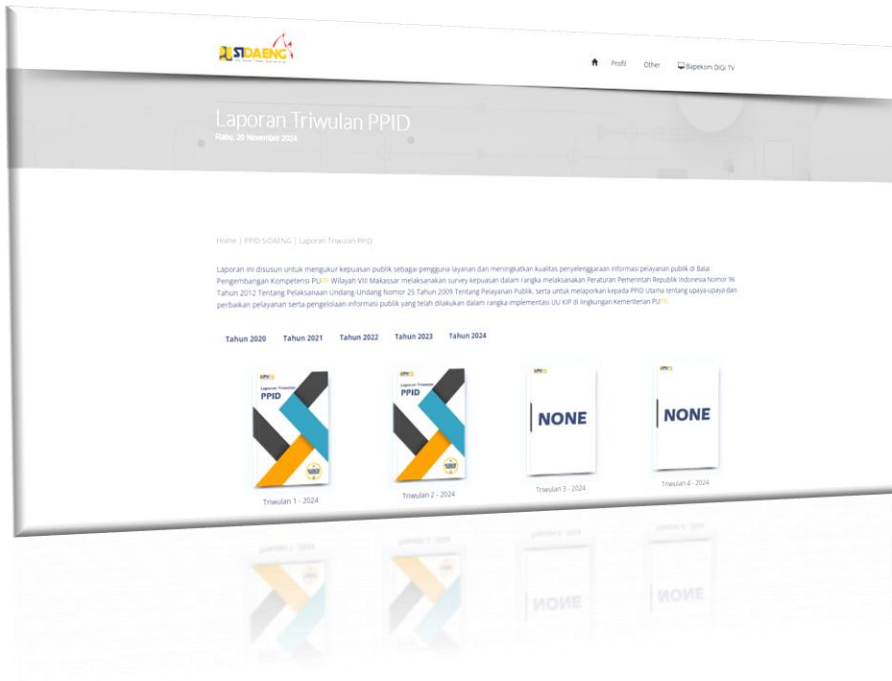 SIDAENG
Profil Other Bapekom DiGi TV
Laporan Triwulan PPID
Rabu, 20 November 2024
Home | PPID SiDAENG | Laporan Triwulan PPID
Laporan ini disusun untuk mengukur kepuasan publik sebagai pengguna layanan dan meningkatkan kualitas penyelenggaraan informasi pelayanan publik di Balai
Pengembangan Kompetensi PUPR Wilayah VIII Makassar melaksanakan survey kepuasan dalam rangka melaksanakan Peraturan Pemerintah Republik Indonesia Nomor 96
Tahun 2012 Tentang Pelaksanaan Undang-Undang Nomor 25 Tahun 2009 Tentang Pelayanan Publik, serta untuk melaporkan kepada PPID Utama tentang upaya-upaya dan
perbaikan pelayanan serta pengelolaan informasi publik yang telah dilakukan dalam rangka implementasi UU KIP di lingkungan Kementerian PUPR.
Tahun 2020 Tahun 2021 Tahun 2022 Tahun 2023 Tahun 2024
Laporan Triwulan
PPID
Laporan Triwulan
PPID
NONE
NONE
Triwulan 1 - 2024
Triwulan 2 - 2024
Triwulan 3 - 2024
Triwulan 4 - 2024